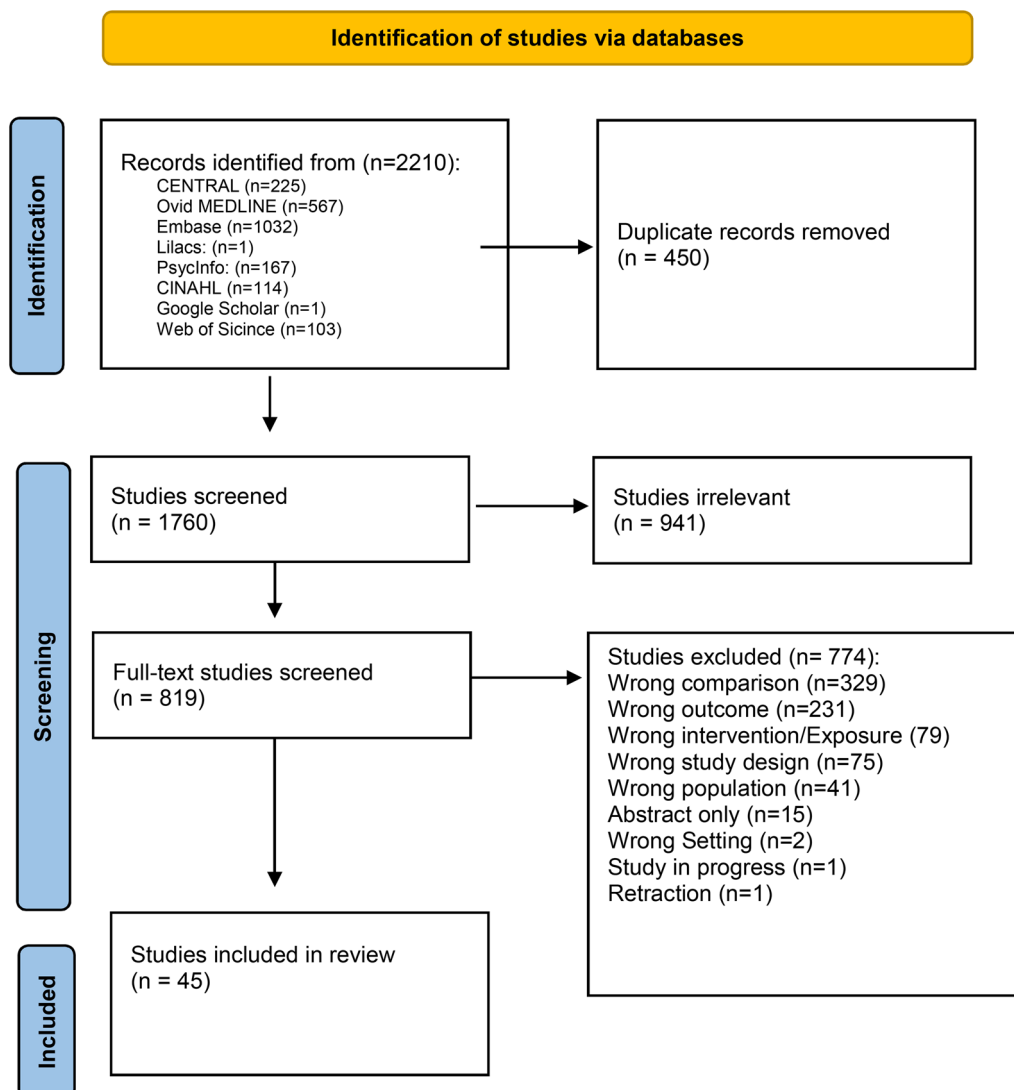 Identification of studies via databases
Identification
Records identified from (n=2210):
CENTRAL (n=225)
Ovid MEDLINE (n=567)
Embase (n=1032)
Lilacs: (n=1)
PsycInfo: (n=167)
CINAHL (n=114)
Google Scholar (n=1)
Web of Sicince (n=103)
Duplicate records removed
(n = 450)
Screening
Studies screened
(n = 1760)
Studies irrelevant
(n = 941)
Full-text studies screened
(n = 819)
Studies excluded (n= 774):
Wrong comparison (n=329)
Wrong outcome (n=231)
Wrong intervention/Exposure (79)
Wrong study design (n=75)
Wrong population (n=41)
Abstract only (n=15)
Wrong Setting (n=2)
Study in progress (n=1)
Retraction (n=1)
Included
Studies included in review
(n = 45)